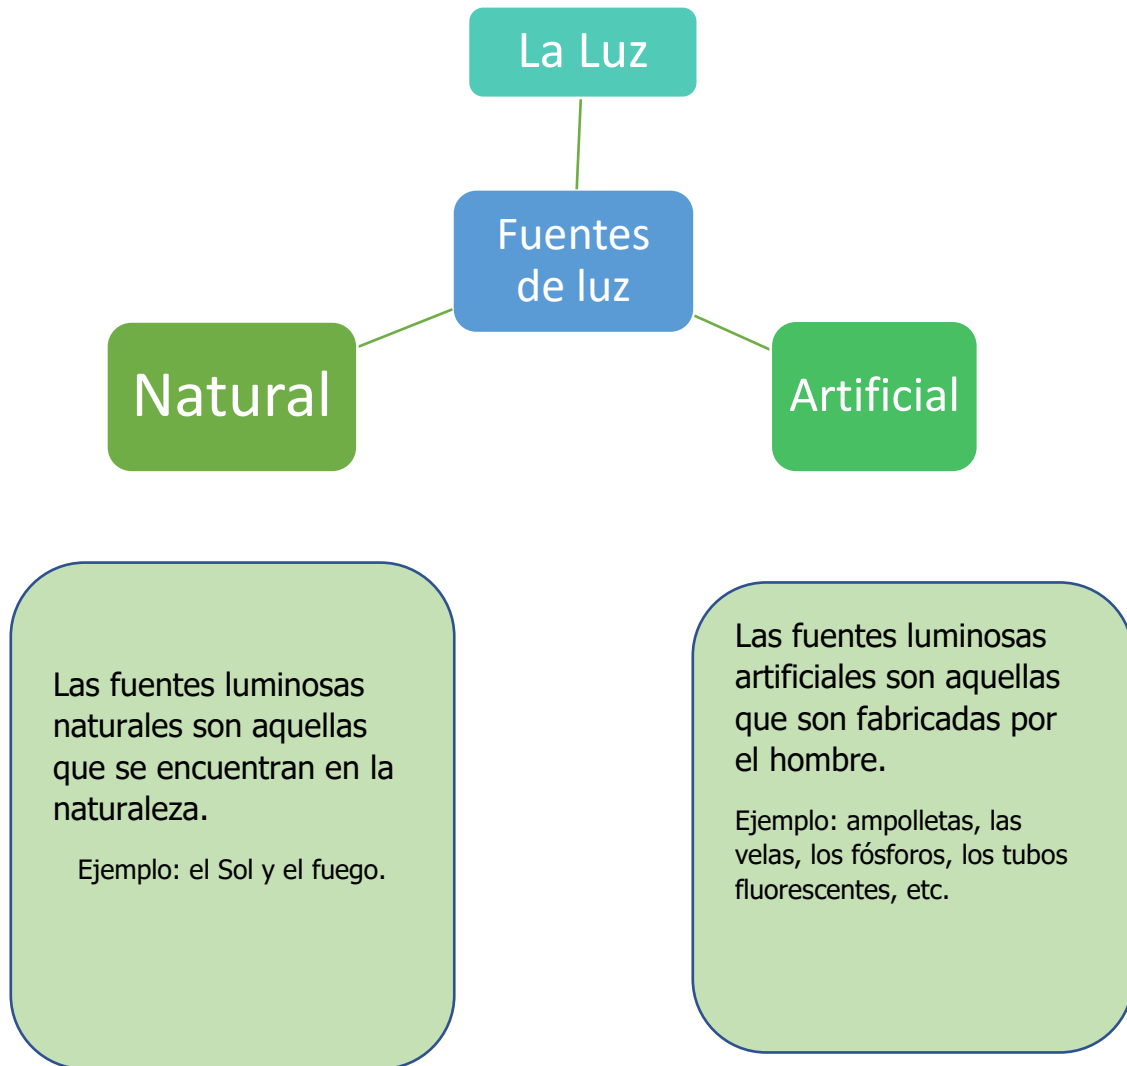 La Luz
Fuentes
de luz
Natural
Artificial
Las fuentes luminosas
naturales son aquellas
que se encuentran en la
naturaleza.
Ejemplo: el Sol y el fuego.
Las fuentes luminosas
artificiales son aquellas
que son fabricadas por
el hombre.
Ejemplo: ampolletas, las
velas, los fósforos, los tubos
fluorescentes, etc.